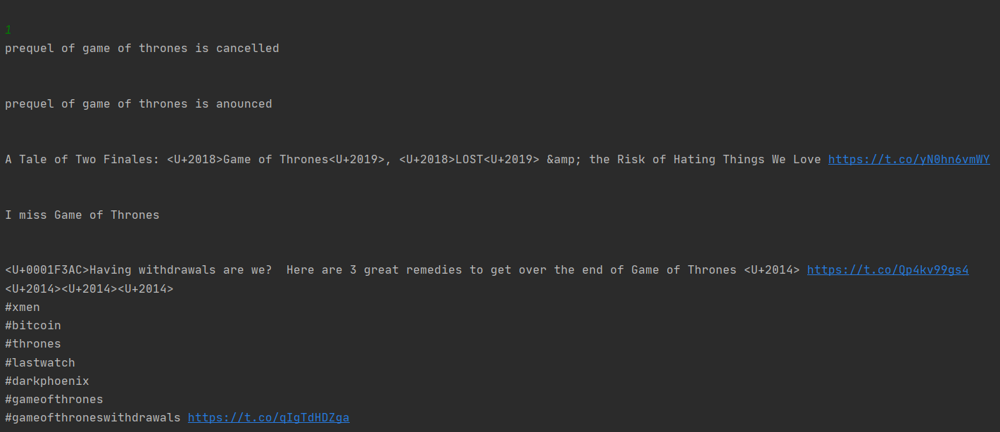 1
prequel of game of thrones is cancelled
prequel of game of thrones is anounced
A Tale of Two Finales: <U+2018>Game of Thrones<U+2019>, <U+2018>LOST<U+2019> &amp; the Risk of Hating Things We Love https://t.co/yN0hn6vmWY
I miss Game of Thrones
<U+0001F3AC>Having withdrawals are we?  Here are 3 great remedies to get over the end of Game of Thrones <U+2014> https://t.co/Qp4kv99gs4
<U+2014><U+2014><U+2014>
#xmen
#bitcoin
#thrones
#lastwatch
#darkphoenix
#gameofthrones
#gameofthroneswithdrawals https://t.co/qIgTdHDZga